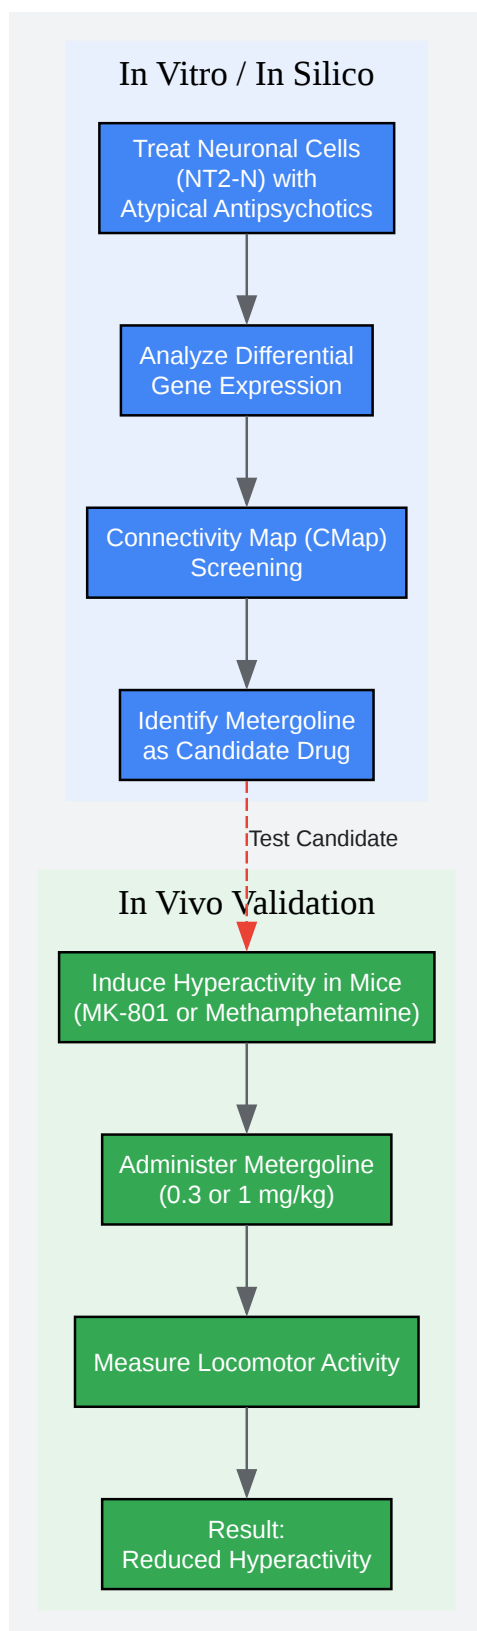 In Vitro / In Silico
Treat Neuronal Cells
(NT2-N) with
Atypical Antipsychotics
Analyze Differential
Gene Expression
Connectivity Map (CMap)
Screening
Identify Metergoline
as Candidate Drug
Test Candidate
In Vivo Validation
Induce Hyperactivity in Mice
(MK-801 or Methamphetamine)
Administer Metergoline
(0.3 or 1 mg/kg)
Measure Locomotor Activity
Result:
Reduced Hyperactivity